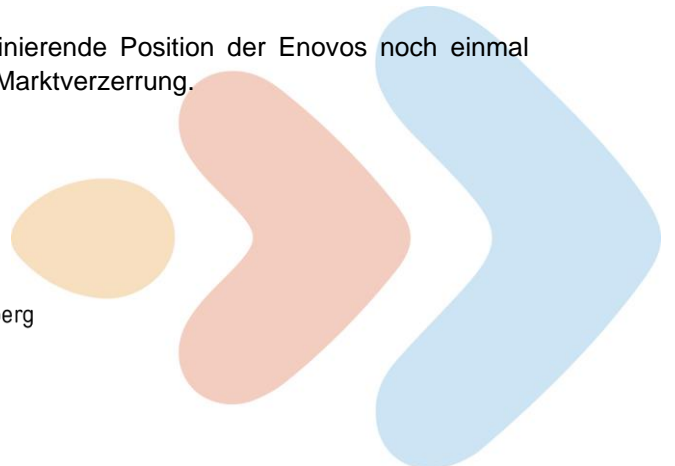 inierende Position der Enovos noch einmal
Marktverzerrung.
erg